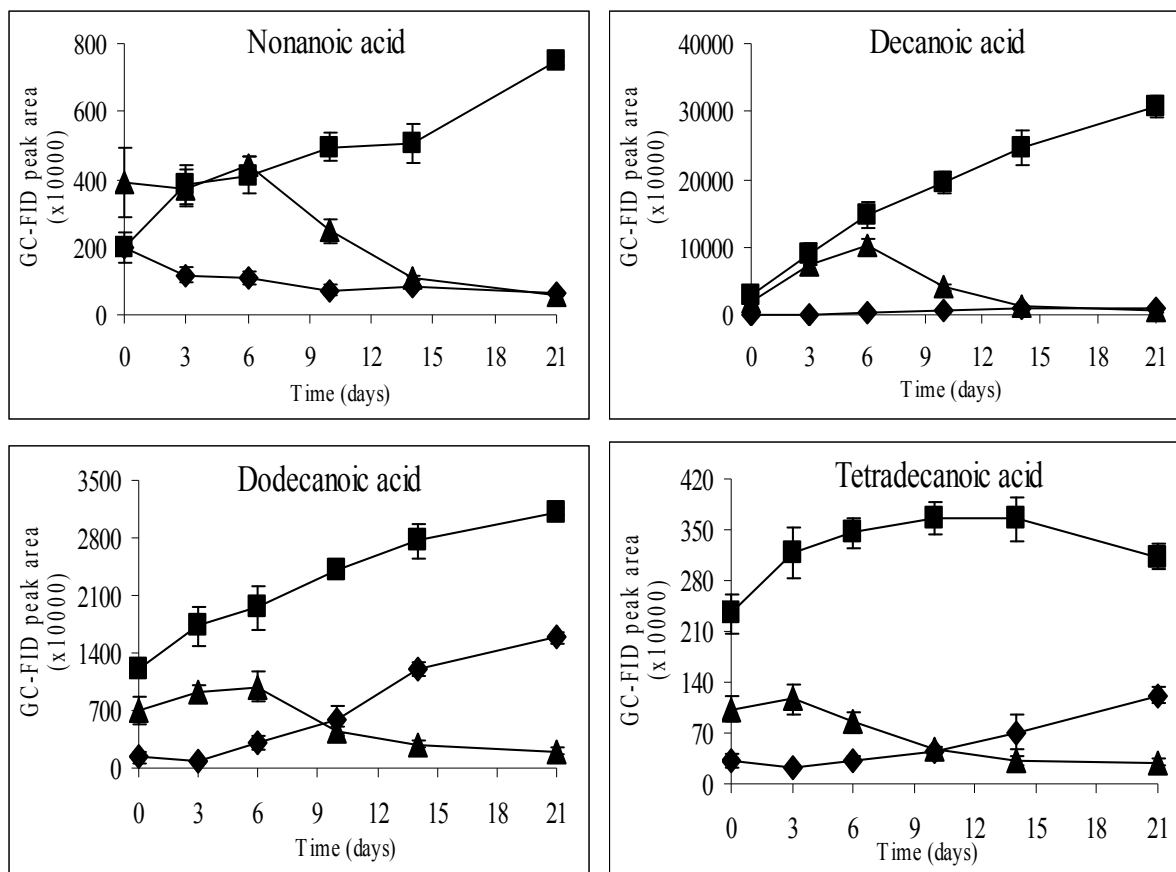 Nonanoic acid
GC-FID peak area
(x10000)
800
600
400
200
0
0 3 6 9 12 15 18 21
Time (days)
Decanoic acid
GC-FID peak area
(x10000)
40000
30000
20000
10000
0
0 3 6 9 12 15 18 21
Time (days)
Dodecanoic acid
GC-FID peak area
(x10000)
3500
2800
2100
1400
700
0
0 3 6 9 12 15 18 21
Time (days)
Tetradecanoic acid
GC-FID peak area
(x10000)
420
350
280
210
140
70
0
0 3 6 9 12 15 18 21
Time (days)